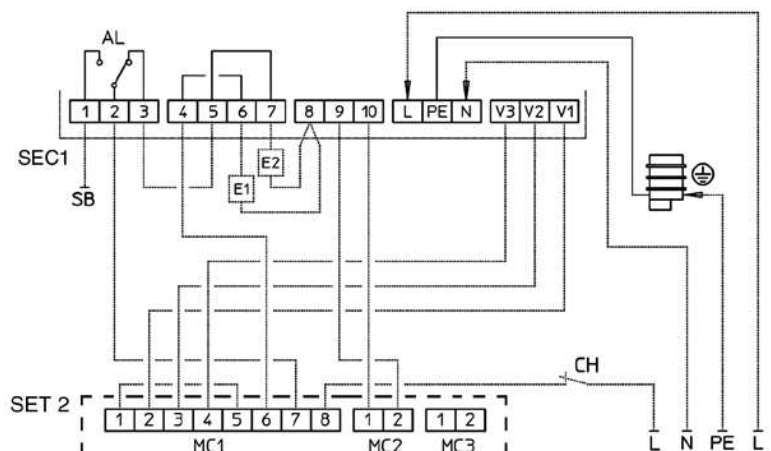 AL
1 2 3 4 5 6 7 8 9 10 L PE N V3 V2 V1
SEC1
E2
E1
SB
CH
SET 2
1 2 3 4 5 6 7 8 1 2 1 2
MC1 MC2 MC3
L N PE L